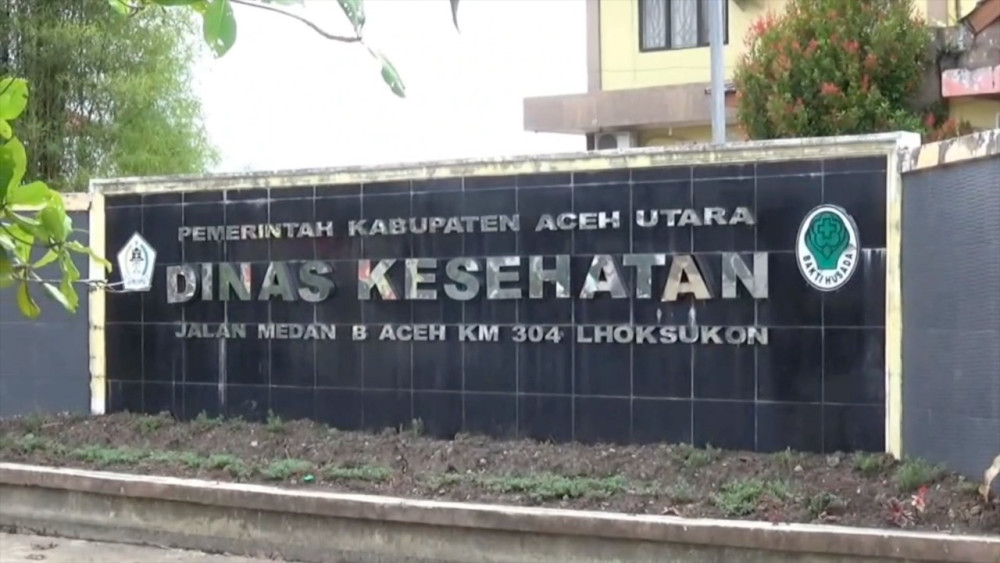 PEMERINTAH KABUPATEN ACEH UTARA
DINAS KESEHATAN
JALAN MEDAN B ACEH KM 304 LHOKSUKON
BAKTI HUSADA